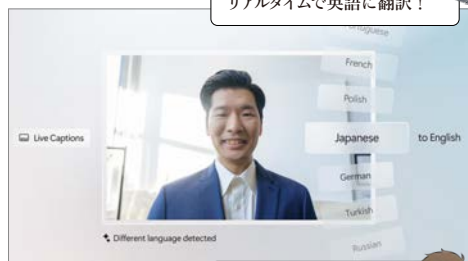 リアルタイムで英語に翻訳！
Portuguese
French
Polish
Live Captions
Japanese
to English
German
Turkish
Different language detected
Russian